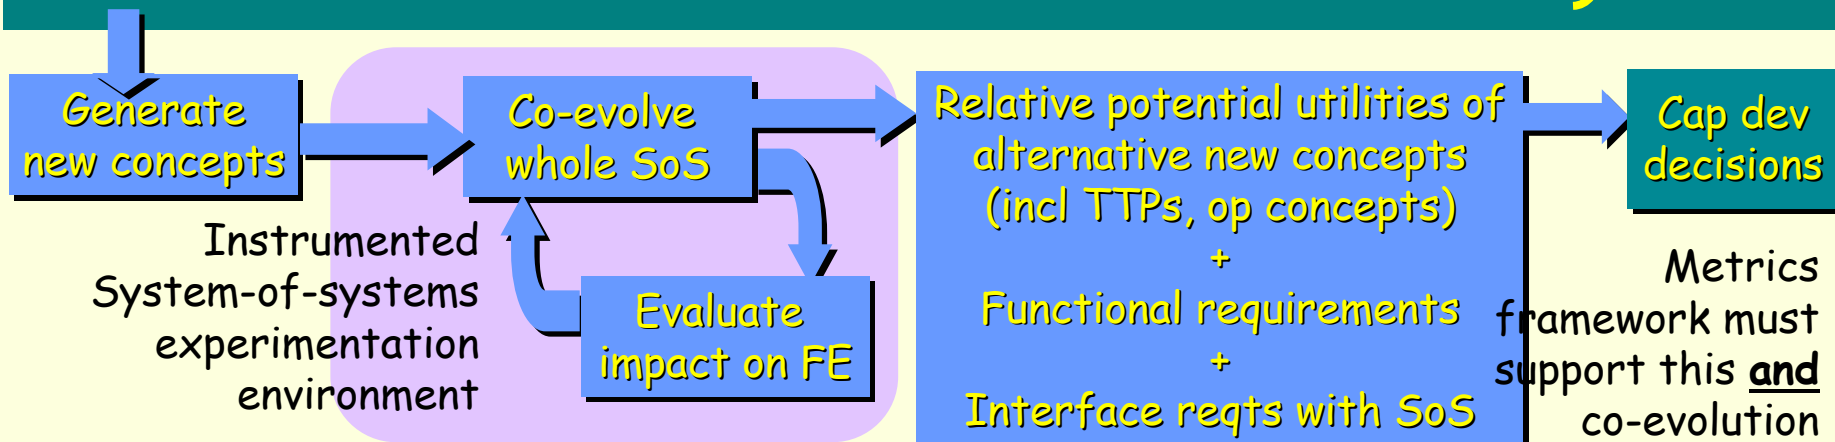 Generate
new concepts
Co-evolve
whole SoS
Relative potential utilities of
alternative new concepts
(incl TTPs, op concepts)
+
Functional requirements
+
Interface reqts with SoS
Cap dev
decisions
Instrumented
System-of-systems
experimentation
environment
Evaluate
impact on FE
Metrics
framework must
support this and
co-evolution